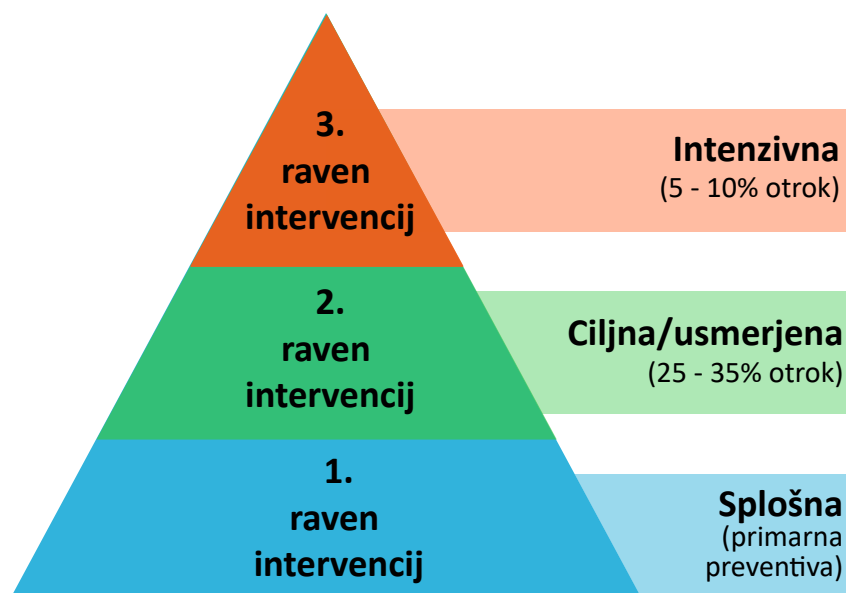 3.
raven
intervencij
Intenzivna
(5 - 10% otrok)
2.
raven
intervencij
Ciljna/usmerjena
(25 - 35% otrok)
1.
raven
intervencij
Splošna
(primarna
preventiva)